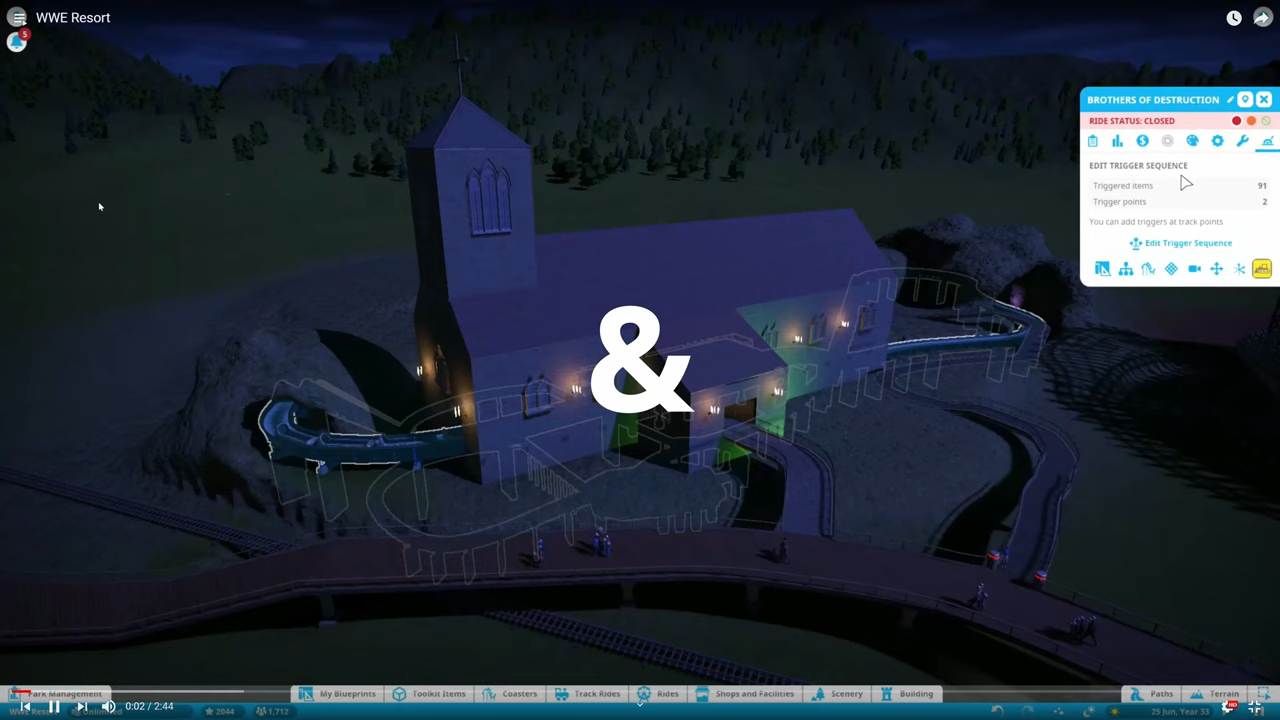 WWE Resort
5
BROTHERS OF DESTRUCTION
RIDE STATUS: CLOSED
EDIT TRIGGER SEQUENCE
Triggered items 91
Trigger points 2
You can add triggers at track points
Edit Trigger Sequence
&
Park Management
My Blueprints
Toolkit Items
Coasters
Track Rides
Rides
Shops and Facilities
Scenery
Building
Paths
Terrain
0:02 / 2:44
2044
1,712
25 Jun, Year 33
HD